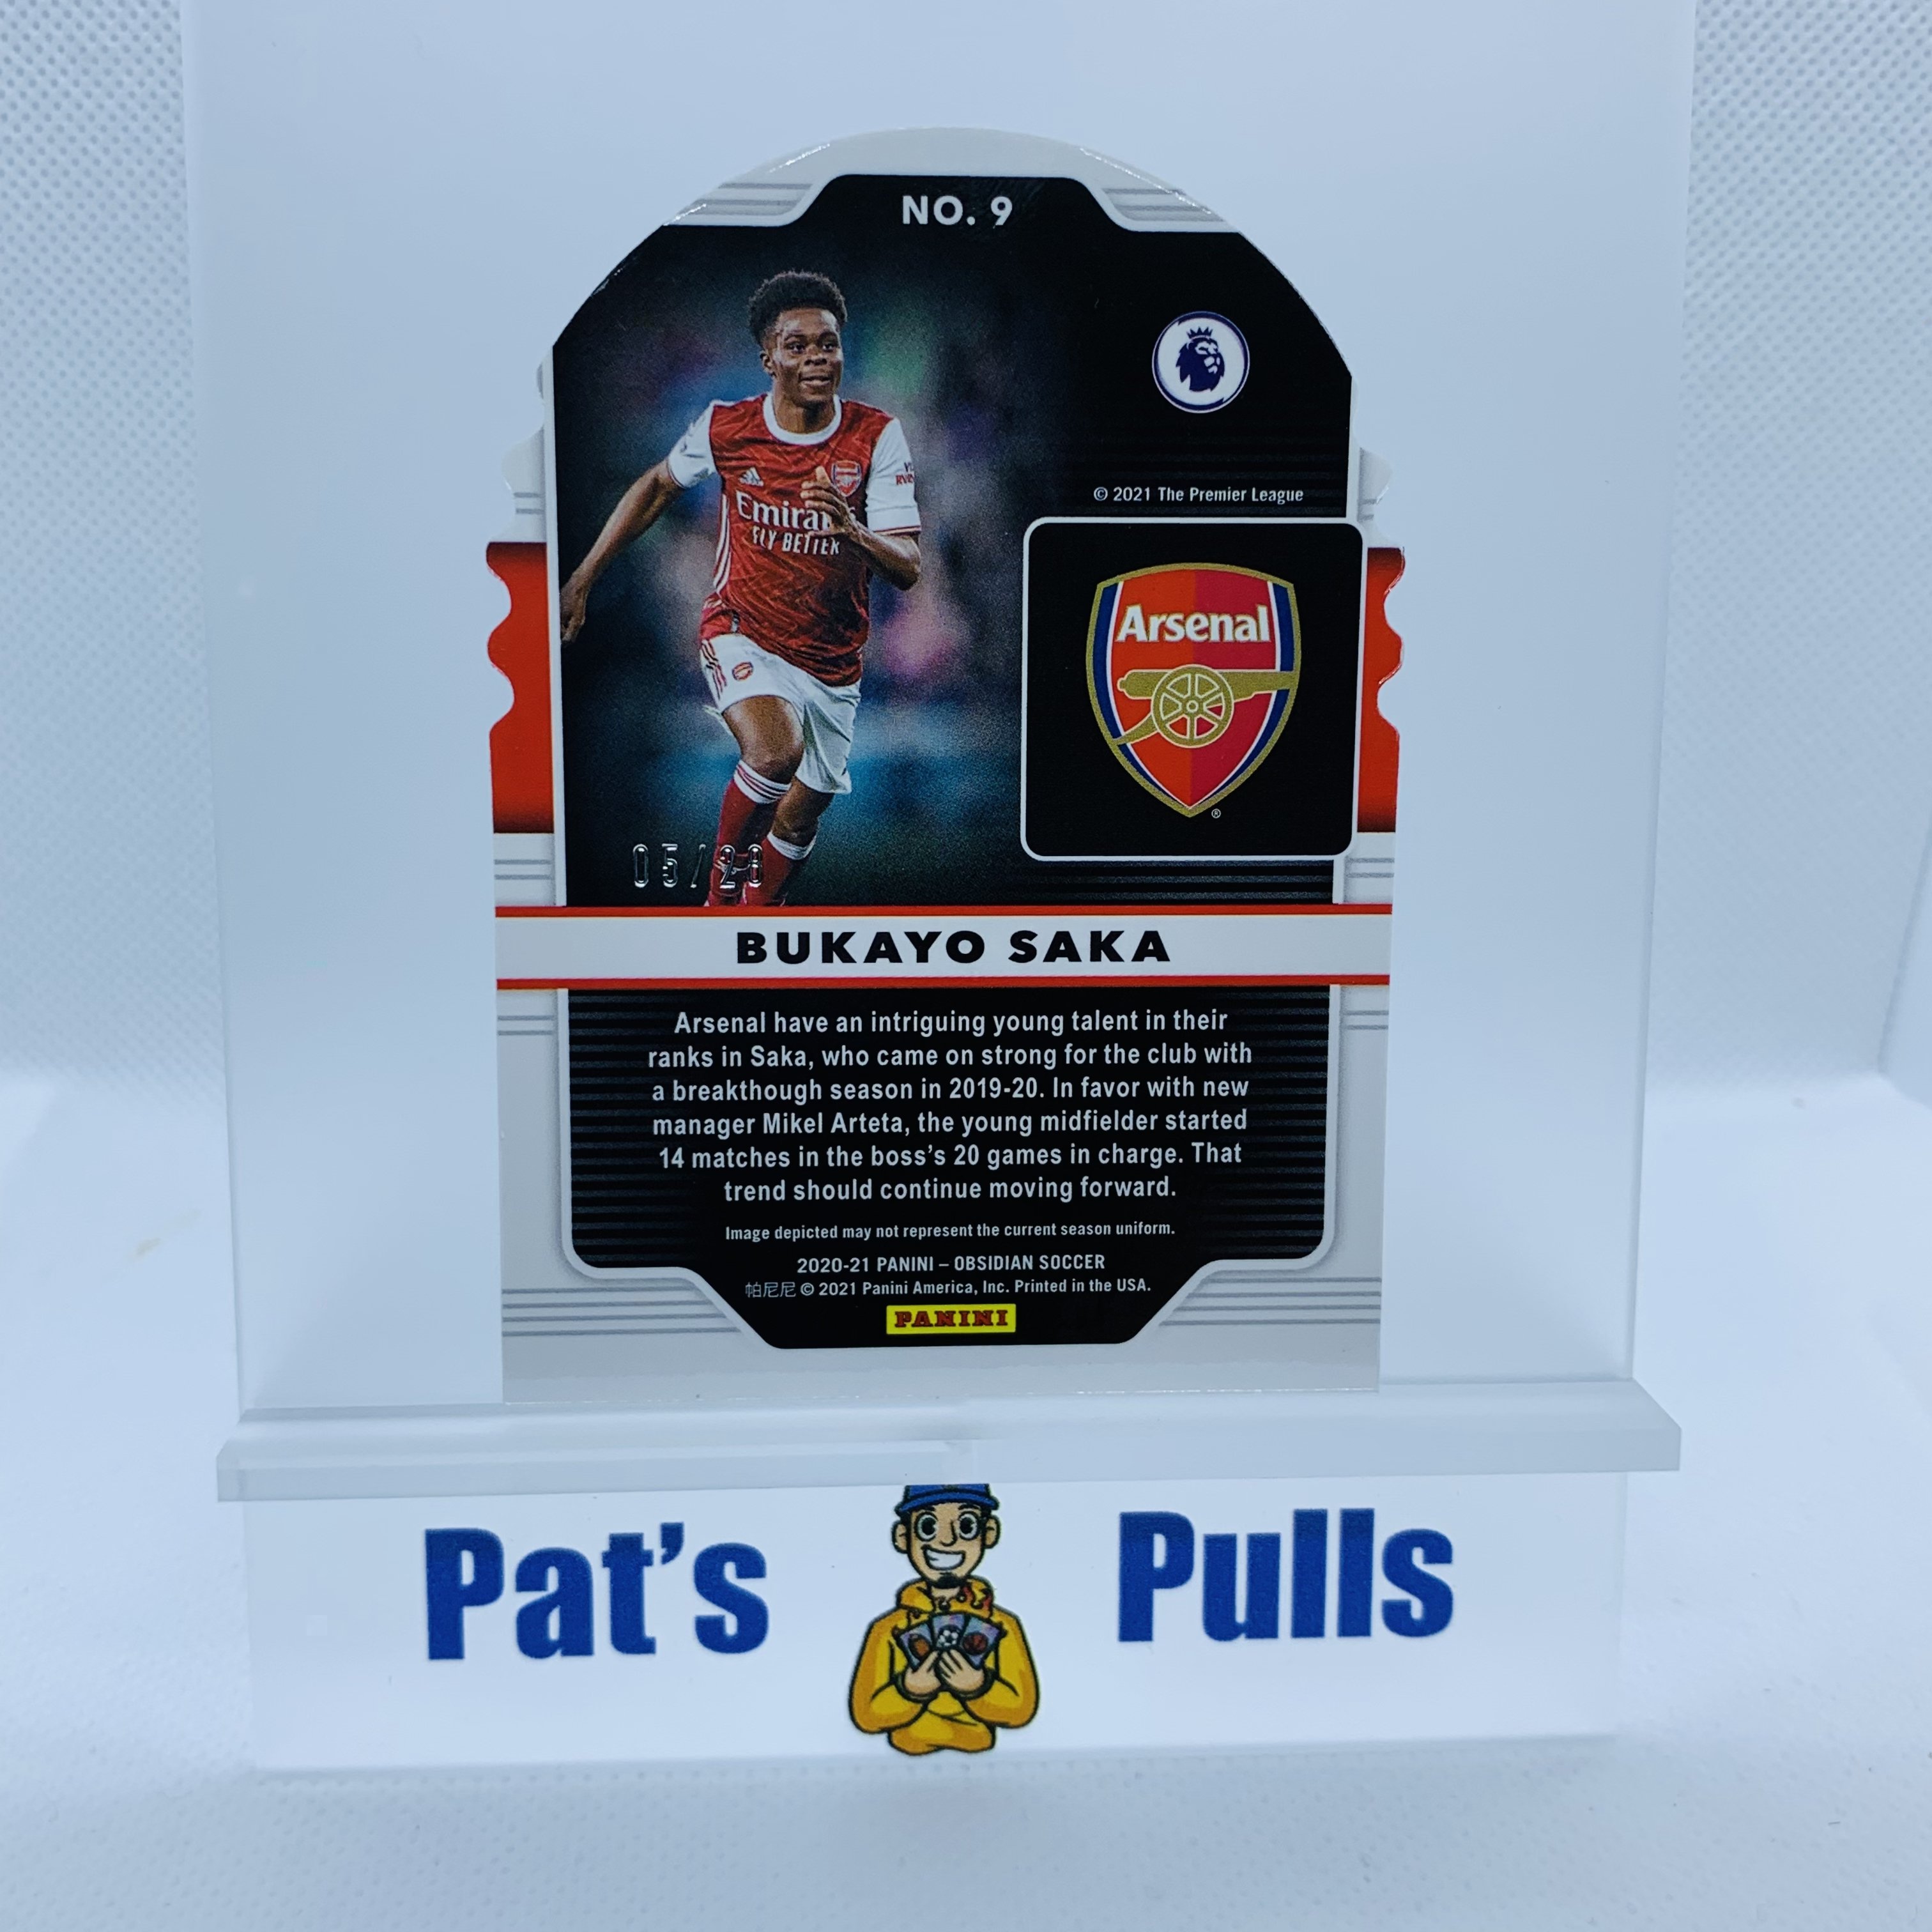 NO. 9
© 2021 The Premier League
Emirates
FLY BETTER
Arsenal
®
BUKAYO SAKA
Arsenal have an intriguing young talent in their
ranks in Saka, who came on strong for the club with
a breakthough season in 2019-20. In favor with new
manager Mikel Arteta, the young midfielder started
14 matches in the boss's 20 games in charge. That
trend should continue moving forward.
Image depicted may not represent the current season uniform.
2020-21 PANINI – OBSIDIAN SOCCER
帕尼尼 © 2021 Panini America, Inc. Printed in the USA.
PANINI
Pat's Pulls